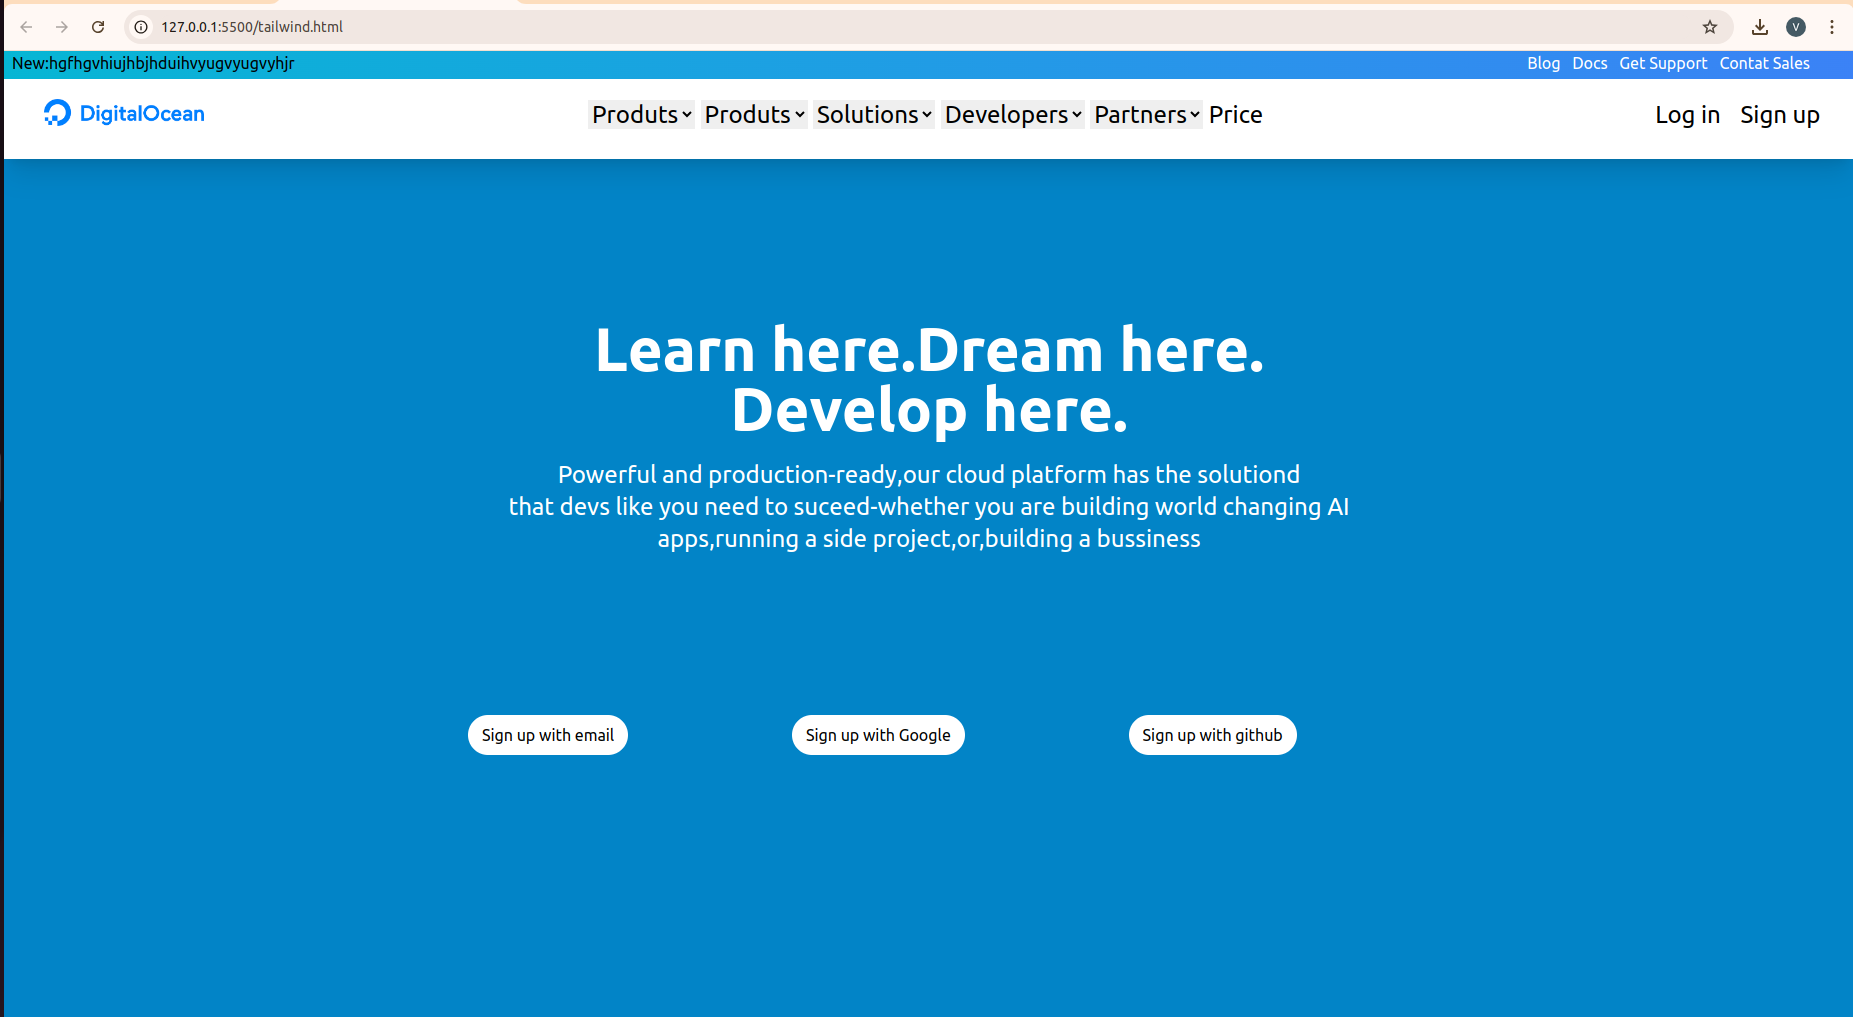 127.0.0.1:5500/tailwind.html
V
New:hgfhgvhiujhbjhduihvyugvyugvyhjr
Blog Docs Get Support Contat Sales
DigitalOcean
Produts Produts Solutions Developers Partners Price
Log in Sign up
Learn here.Dream here.
Develop here.
Powerful and production-ready,our cloud platform has the solutiond
that devs like you need to suceed-whether you are building world changing AI
apps,running a side project,or,building a bussiness
Sign up with email
Sign up with Google
Sign up with github